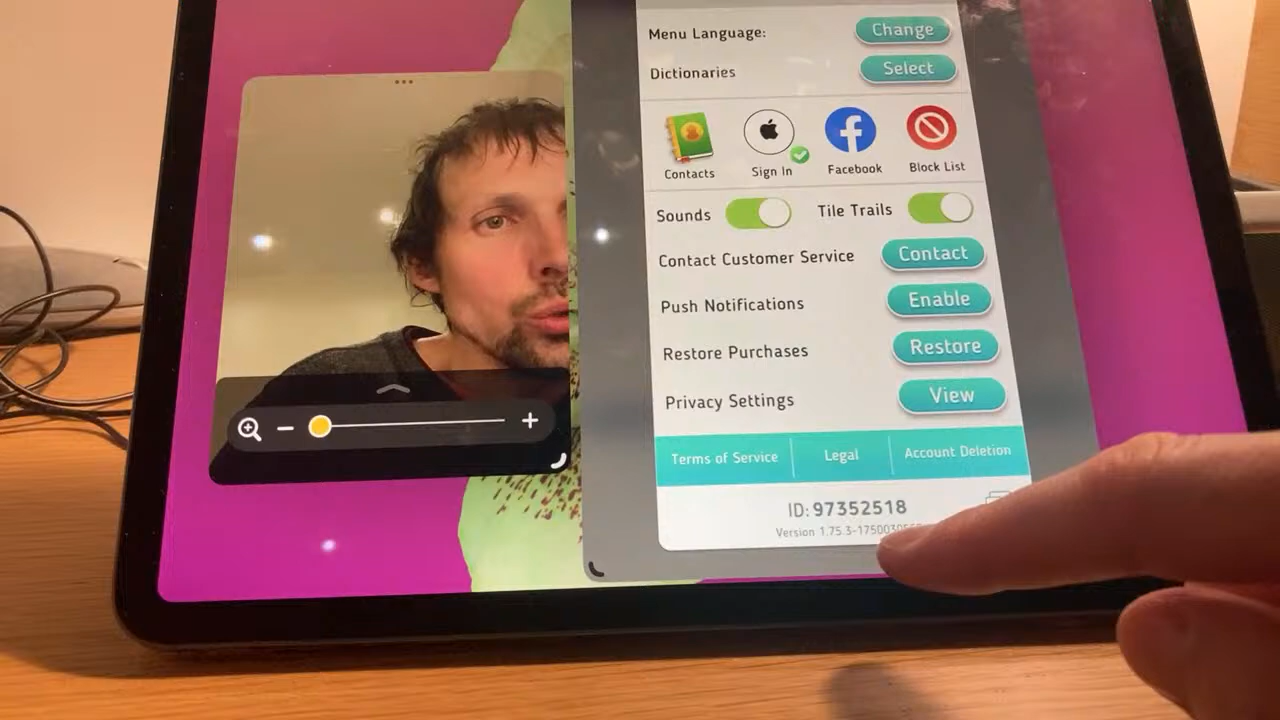 Menu Language:
Change
Dictionaries
Select
Contacts
Sign In
Facebook
Block List
Sounds
Tile Trails
Contact Customer Service
Contact
Push Notifications
Enable
Restore Purchases
Restore
Privacy Settings
View
Terms of Service
Legal
Account Deletion
ID: 97352518
Version